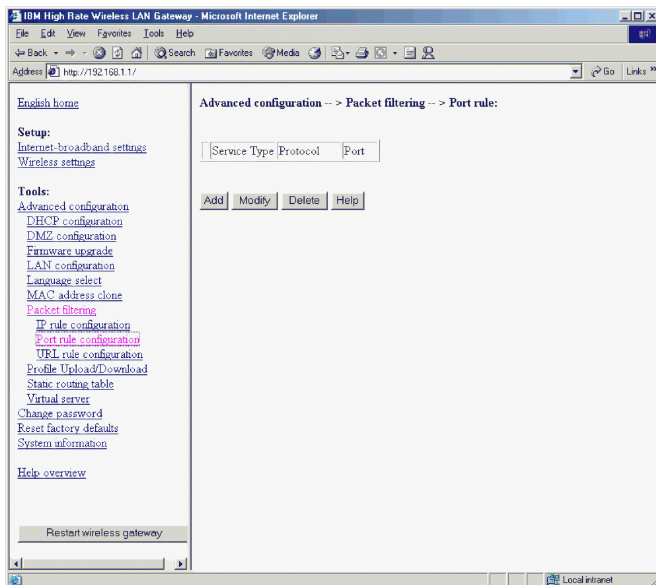 IBM High Rate Wireless LAN Gateway - Microsoft Internet Explorer
File Edit View Favorites Tools Help
Back Search Favorites Media
Address http://192.168.1.1/ Go Links »
English home
Setup:
Internet-broadband settings
Wireless settings
Tools:
Advanced configuration
DHCP configuration
DMZ configuration
Firmware upgrade
LAN configuration
Language select
MAC address clone
Packet filtering
IP rule configuration
Port rule configuration
URL rule configuration
Profile Upload/Download
Static routing table
Virtual server
Change password
Reset factory defaults
System information
Help overview
Restart wireless gateway
Advanced configuration -- > Packet filtering -- > Port rule:
Service Type Protocol Port
Add Modify Delete Help
Local intranet